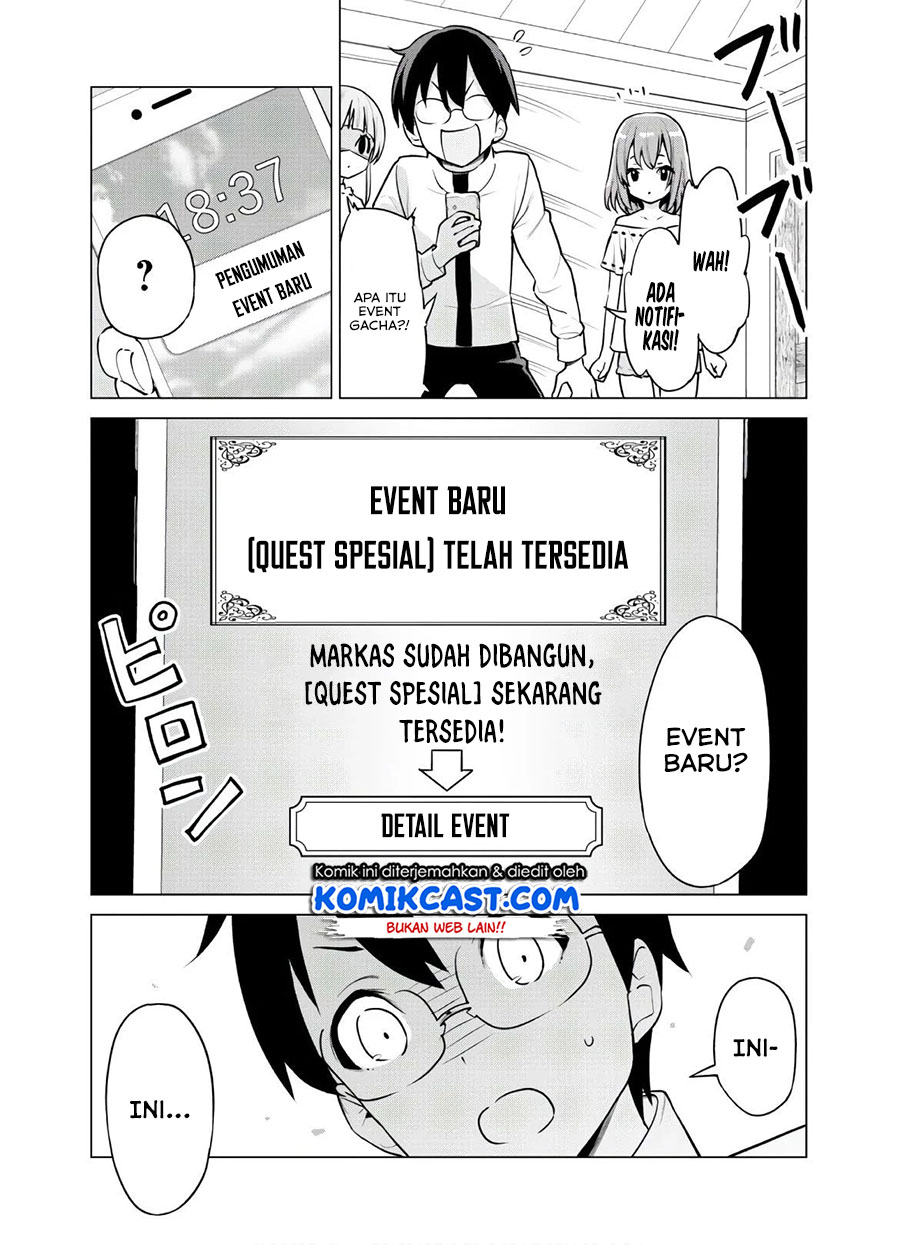 ブーブー
WAH!
ADA
NOTIFI-
KASI!
APA ITU
EVENT
GACHA?!
18:37
PENGUMUMAN
EVENT BARU
?
EVENT BARU
[QUEST SPESIAL] TELAH TERSEDIA
MARKAS SUDAH DIBANGUN,
[QUEST SPESIAL] SEKARANG
TERSEDIA!
DETAIL EVENT
EVENT
BARU?
ピロン
Komik ini diterjemahkan & diedit oleh
KOMIKCAST.COM
BUKAN WEB LAIN!!
INI-
INI...